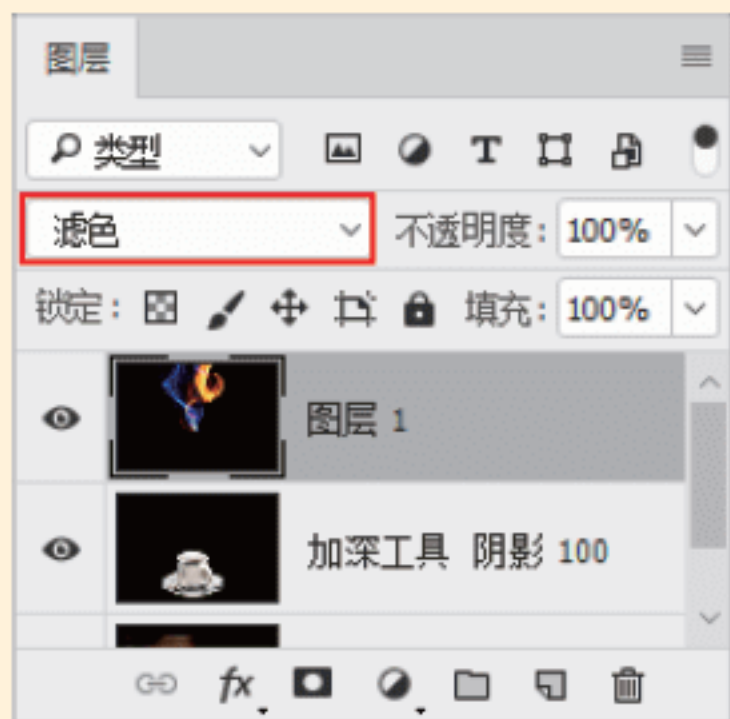 图层
类型
滤色 不透明度: 100%
锁定: 填充: 100%
图层 1
加深工具 阴影 100
fx